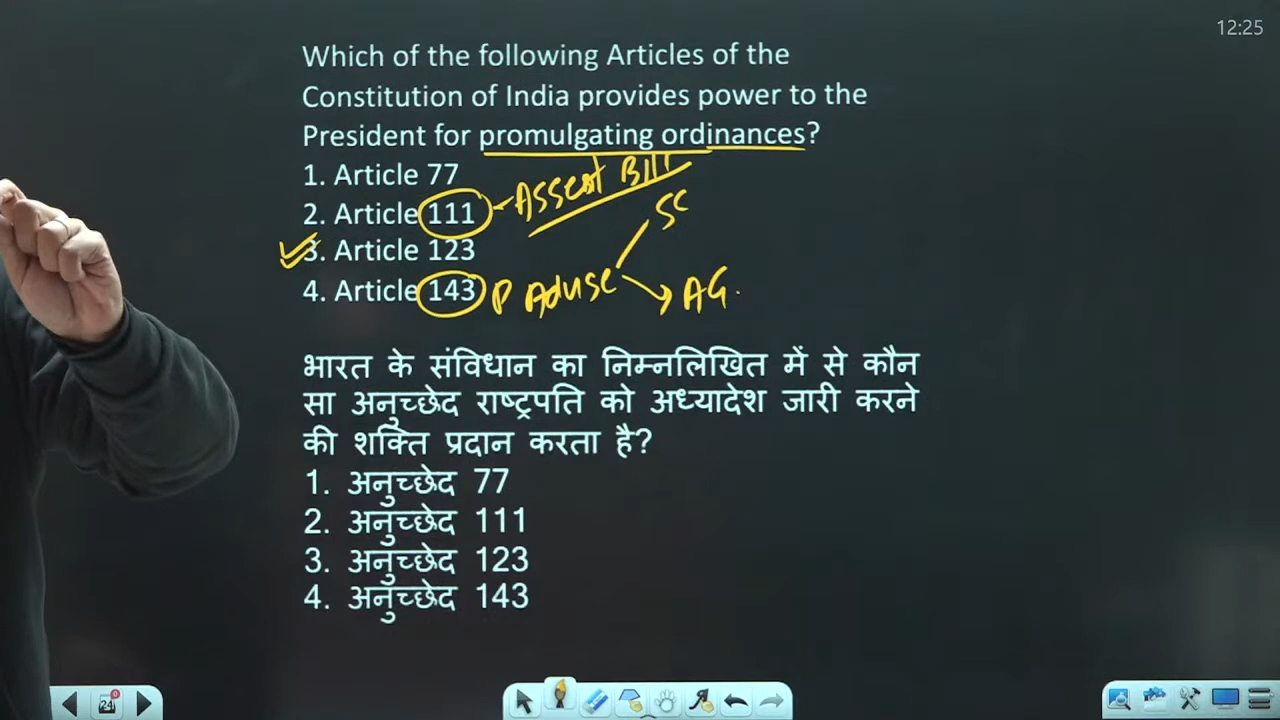 12:25
Which of the following Articles of the
Constitution of India provides power to the
President for promulgating ordinances?
1. Article 77
2. Article 111 Assent Bill
SC
3. Article 123
4. Article 143 P Advise AG.
भारत के संविधान का निम्नलिखित में से कौन
सा अनुच्छेद राष्ट्रपति को अध्यादेश जारी करने
की शक्ति प्रदान करता है?
1. अनुच्छेद 77
2. अनुच्छेद 111
3. अनुच्छेद 123
4. अनुच्छेद 143
24
0